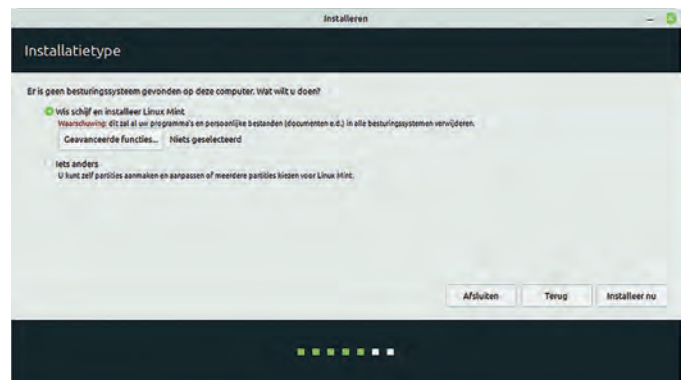 Installeren
Installatietype
Er is geen besturingssysteem gevonden op deze computer. Wat wilt u doen?
Wis schijf en installeer Linux Mint
Waarschuwing: dit zal al uw programma's en persoonlijke bestanden (documenten e.d.) in alle besturingssystemen verwijderen.
Geavanceerde functies... Niets geselecteerd
Iets anders
U kunt zelf partities aanmaken en aanpassen of meerdere partities kiezen voor Linux Mint.
Afsluiten Terug Installeer nu